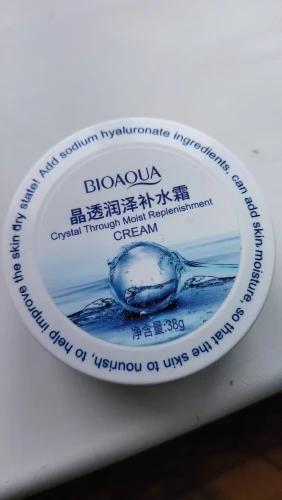 BIOAQUA
晶透润泽补水霜
Crystal Through Moist Replenishment
CREAM
净含量:38g
Add sodium hyaluronate ingredients, can add skin moisture, so that the skin to nourish, to help improve the skin dry state!